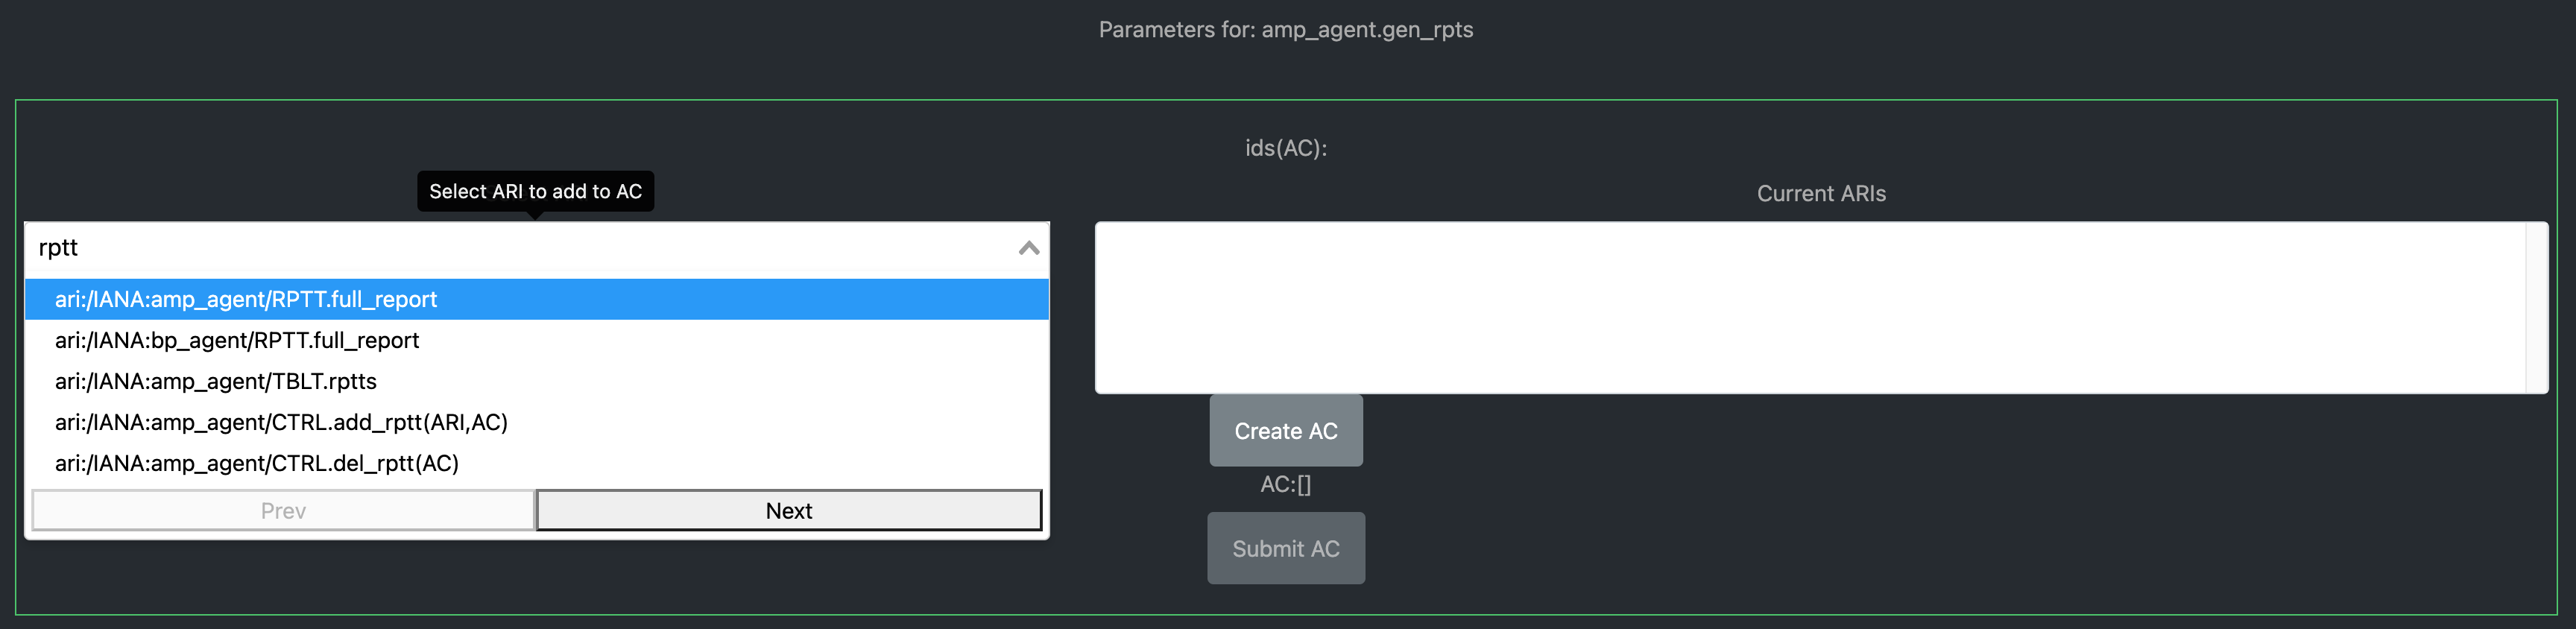 Parameters for: amp_agent.gen_rpts
ids(AC):
Select ARI to add to AC
Current ARIs
rptt
ari:/IANA:amp_agent/RPTT.full_report
ari:/IANA:bp_agent/RPTT.full_report
ari:/IANA:amp_agent/TBLT.rptts
ari:/IANA:amp_agent/CTRL.add_rptt(ARI,AC)
ari:/IANA:amp_agent/CTRL.del_rptt(AC)
Prev
Next
Create AC
AC:[]
Submit AC